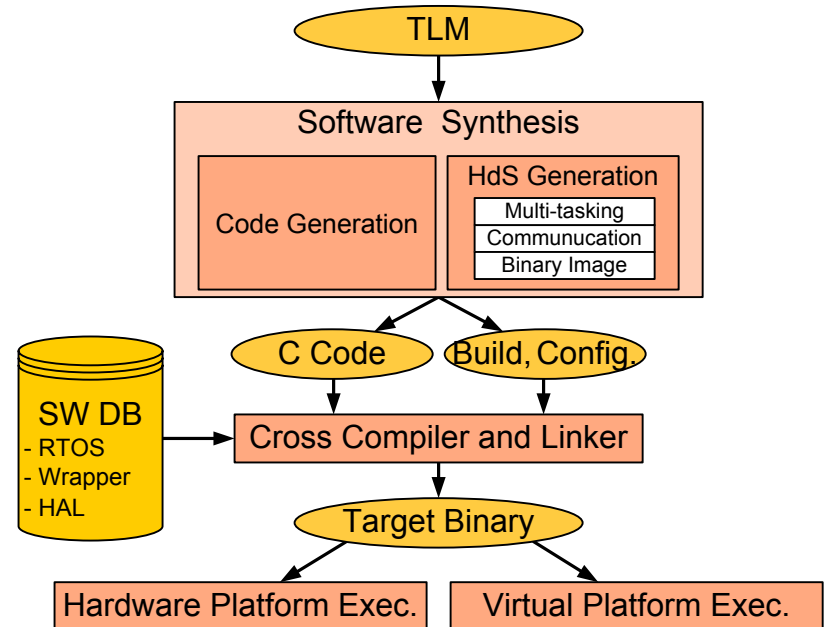 TLM
Software Synthesis
Code Generation
HdS Generation
Multi-tasking
Communucation
Binary Image
C Code
Build, Config.
SW DB
- RTOS
- Wrapper
- HAL
Cross Compiler and Linker
Target Binary
Hardware Platform Exec.
Virtual Platform Exec.